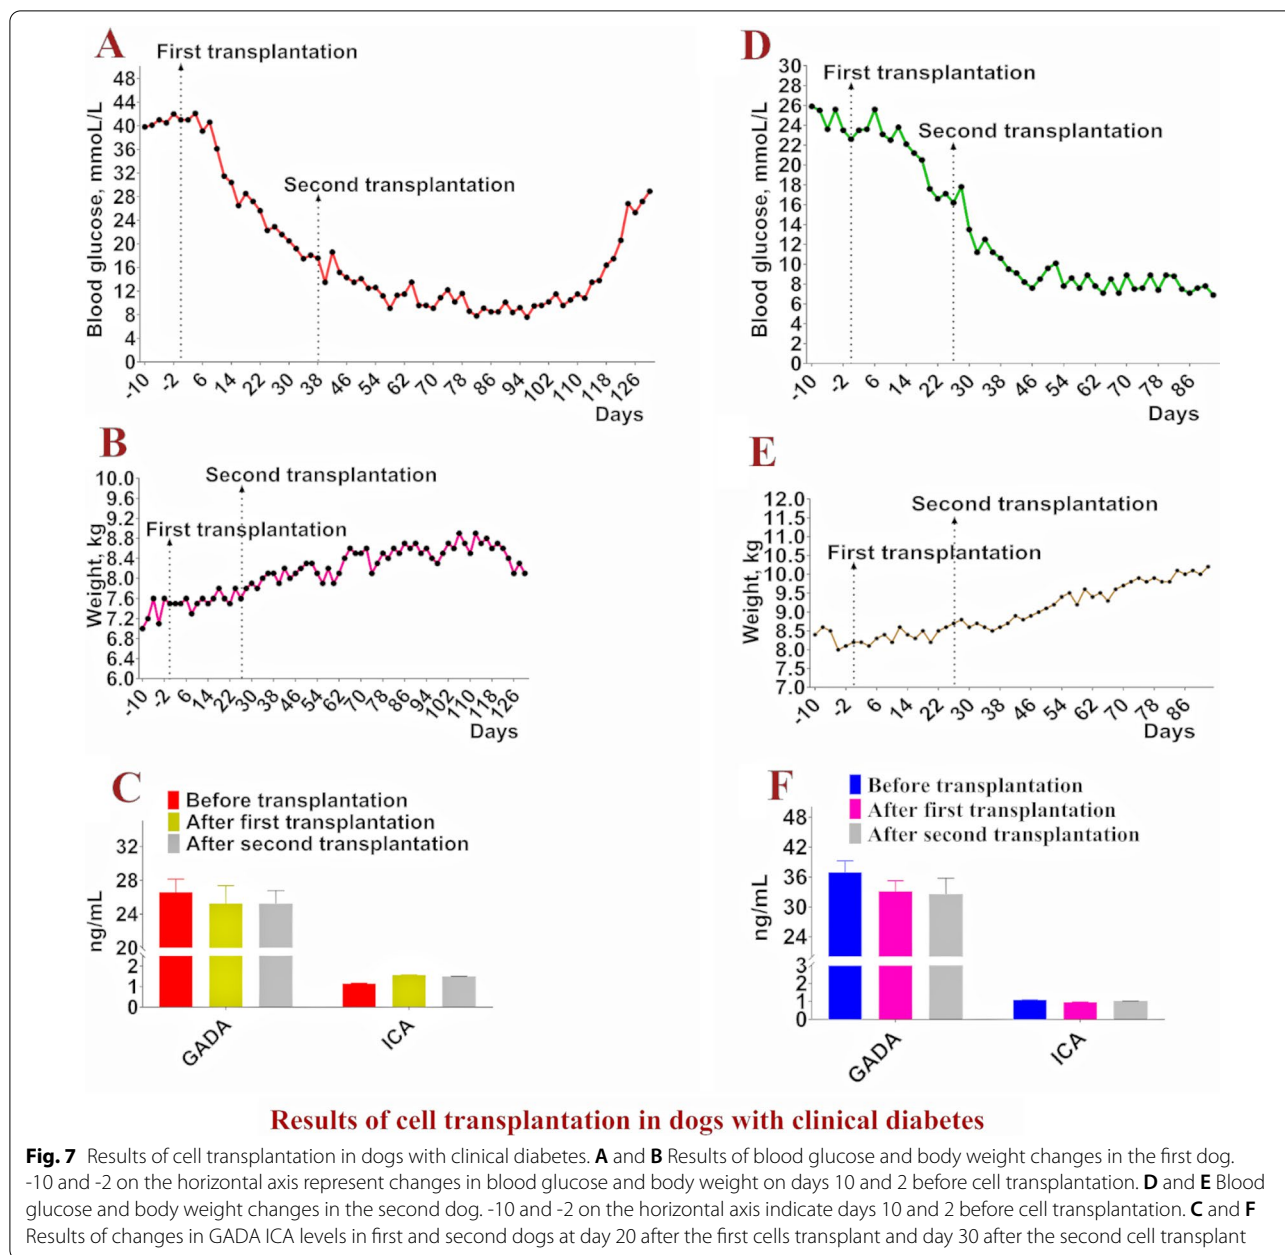 A
First transplantation
Second transplantation
Blood glucose, mmoL/L
48
44
40
36
32
28
24
20
16
12
8
4
0
-10 -2 6 14 22 30 38 46 54 62 70 78 86 94 102 110 118 126
Days
D
First transplantation
Second transplantation
Blood glucose, mmoL/L
30
28
26
24
22
20
18
16
14
12
10
8
6
4
2
0
-10 -2 6 14 22 30 38 46 54 62 70 78 86
Days
B
Second transplantation
First transplantation
Weight, kg
10.0
9.6
9.2
8.8
8.4
8.0
7.6
7.2
6.8
6.4
6.0
-10 -2 6 14 22 30 38 46 54 62 70 78 86 94 102 110 118 126
Days
E
Second transplantation
First transplantation
Weight, kg
12.0
11.5
11.0
10.5
10.0
9.5
9.0
8.5
8.0
7.5
7.0
-10 -2 6 14 22 30 38 46 54 62 70 78 86
Days
C
Before transplantation
After first transplantation
After second transplantation
ng/mL
32
28
24
20
2
1
0
GADA ICA
F
Before transplantation
After first transplantation
After second transplantation
ng/mL
48
42
36
30
24
3
2
1
0
GADA ICA
Results of cell transplantation in dogs with clinical diabetes
Fig. 7 Results of cell transplantation in dogs with clinical diabetes. A and B Results of blood glucose and body weight changes in the first dog.
-10 and -2 on the horizontal axis represent changes in blood glucose and body weight on days 10 and 2 before cell transplantation. D and E Blood
glucose and body weight changes in the second dog. -10 and -2 on the horizontal axis indicate days 10 and 2 before cell transplantation. C and F
Results of changes in GADA ICA levels in first and second dogs at day 20 after the first cells transplant and day 30 after the second cell transplant